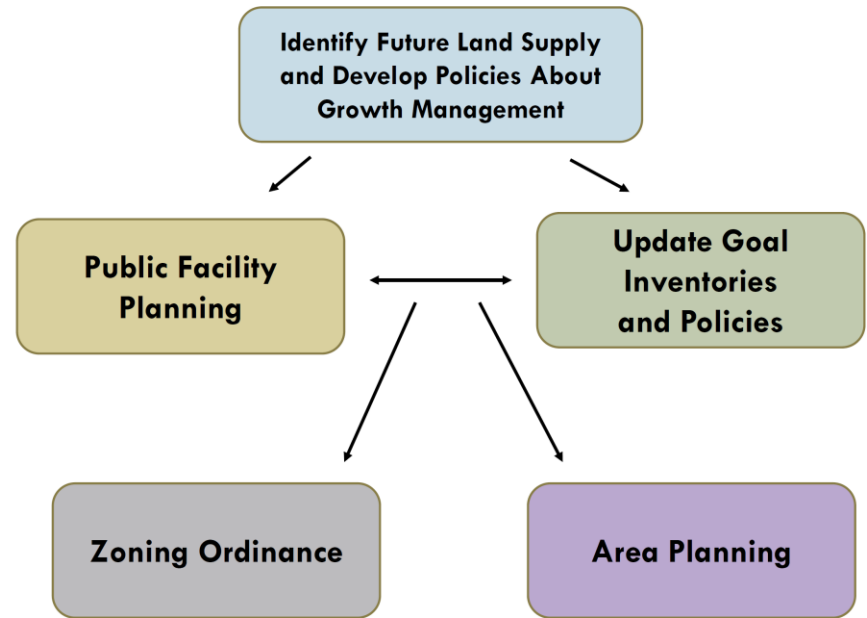 Identify Future Land Supply
and Develop Policies About
Growth Management
Public Facility
Planning
Update Goal
Inventories
and Policies
Zoning Ordinance
Area Planning